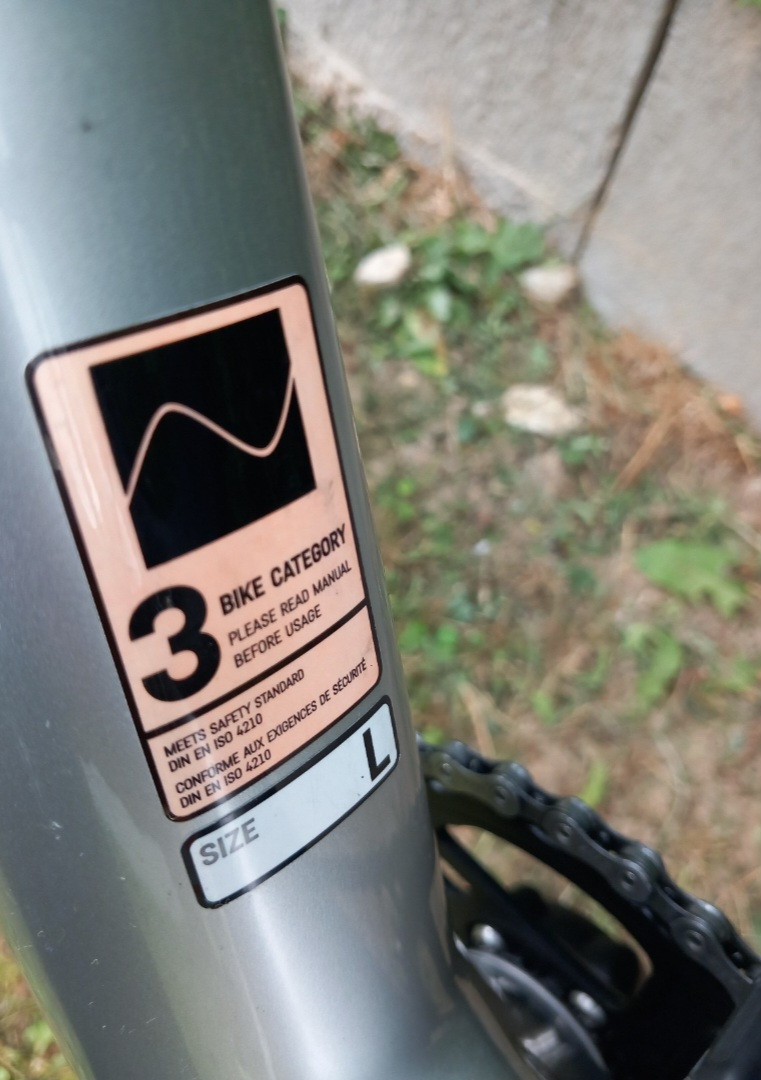 3
BIKE CATEGORY
PLEASE READ MANUAL
BEFORE USAGE
MEETS SAFETY STANDARD
DIN EN ISO 4210
CONFORME AUX EXIGENCES DE SÉCURITÉ
DIN EN ISO 4210
SIZE L